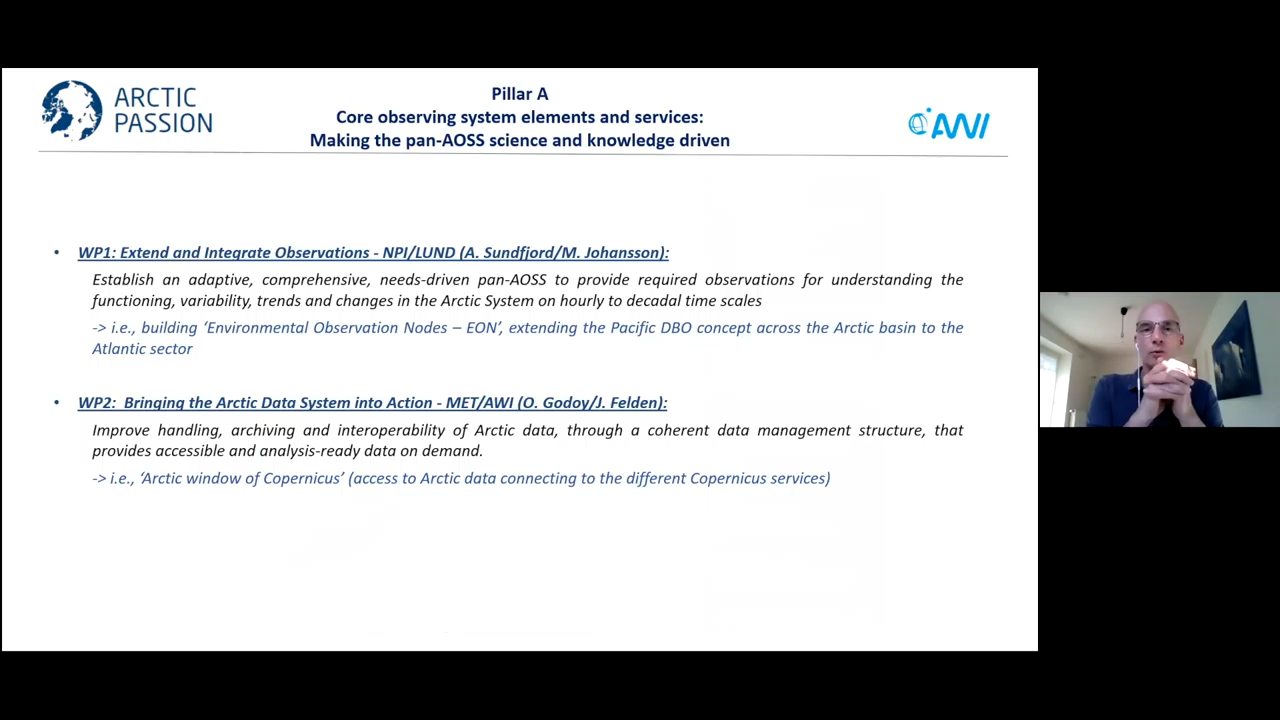 ARCTIC
PASSION
Pillar A
Core observing system elements and services:
Making the pan-AOSS science and knowledge driven
AWI
• WP1: Extend and Integrate Observations - NPI/LUND (A. Sundfjord/M. Johansson):
Establish an adaptive, comprehensive, needs-driven pan-AOSS to provide required observations for understanding the
functioning, variability, trends and changes in the Arctic System on hourly to decadal time scales
-> i.e., building ‘Environmental Observation Nodes – EON’, extending the Pacific DBO concept across the Arctic basin to the
Atlantic sector
• WP2: Bringing the Arctic Data System into Action - MET/AWI (O. Godoy/J. Felden):
Improve handling, archiving and interoperability of Arctic data, through a coherent data management structure, that
provides accessible and analysis-ready data on demand.
-> i.e., ‘Arctic window of Copernicus’ (access to Arctic data connecting to the different Copernicus services)